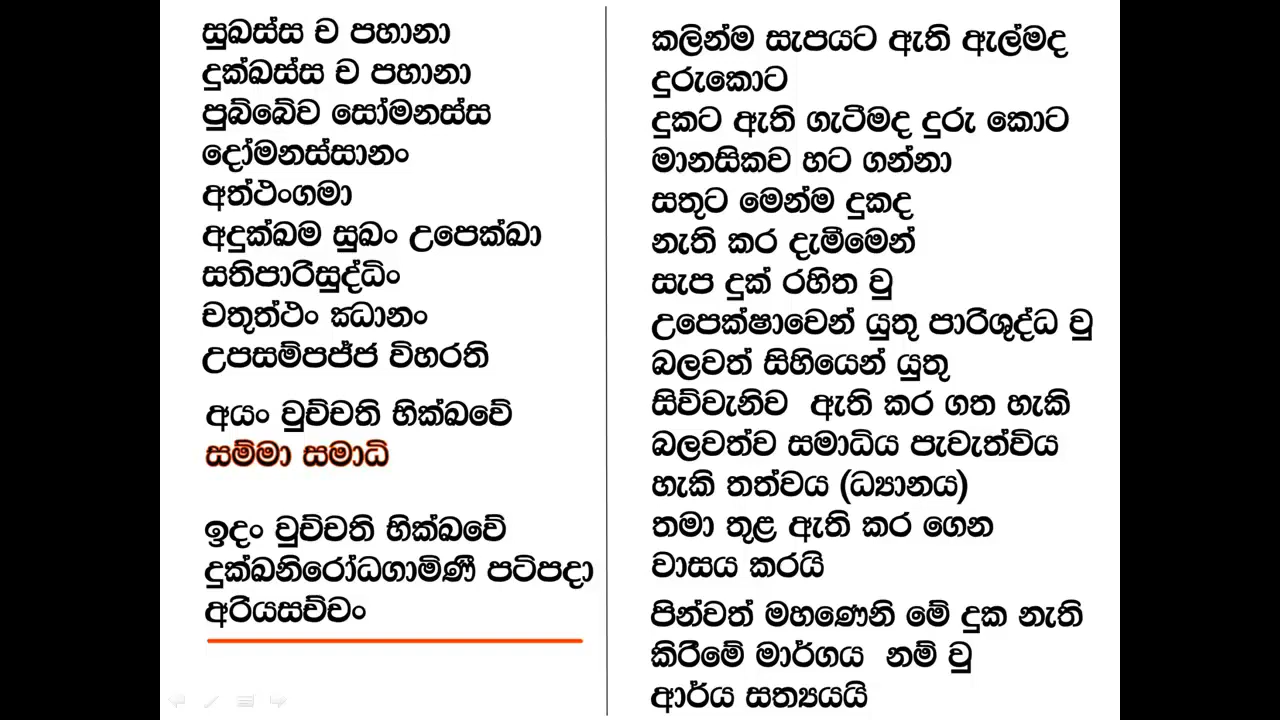 සුඛස්ස ච පහානා
දුක්ඛස්ස ච පහානා
පුබ්බේව සෝමනස්ස
දෝමනස්සානං
අත්ථංගමා
අදුක්ඛම සුඛං උපෙක්ඛා
සතිපාරිසුද්ධිං
චතුත්ථං ඣානං
උපසම්පජ්ජ විහරති
අයං වුච්චති භික්ඛවේ
සම්මා සමාධි
ඉදං වුච්චති භික්ඛවේ
දුක්ඛනිරෝධගාමිණී පටිපදා
අරියසච්චං
කලින්ම සැපයට ඇති ඇල්මද
දුරුකොට
දුකට ඇති ගැටීමද දුරු කොට
මානසිකව හට ගන්නා
සතුට මෙන්ම දුකද
නැති කර දැමීමෙන්
සැප දුක් රහිත වු
උපෙක්ෂාවෙන් යුතු පාරිශුද්ධ වු
බලවත් සිහියෙන් යුතු
සිව්වැනිව ඇති කර ගත හැකි
බලවත්ව සමාධිය පැවැත්විය
හැකි තත්වය (ධ්‍යානය)
තමා තුළ ඇති කර ගෙන
වාසය කරයි
පින්වත් මහණෙනි මේ දුක නැති
කිරීමේ මාර්ගය නම් වු
ආර්ය සත්‍යයයි